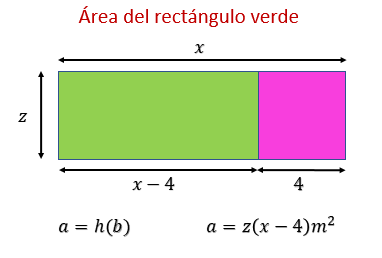 Área del rectángulo verde
x
z
x − 4
4
a = h(b)
a = z(x − 4)m²